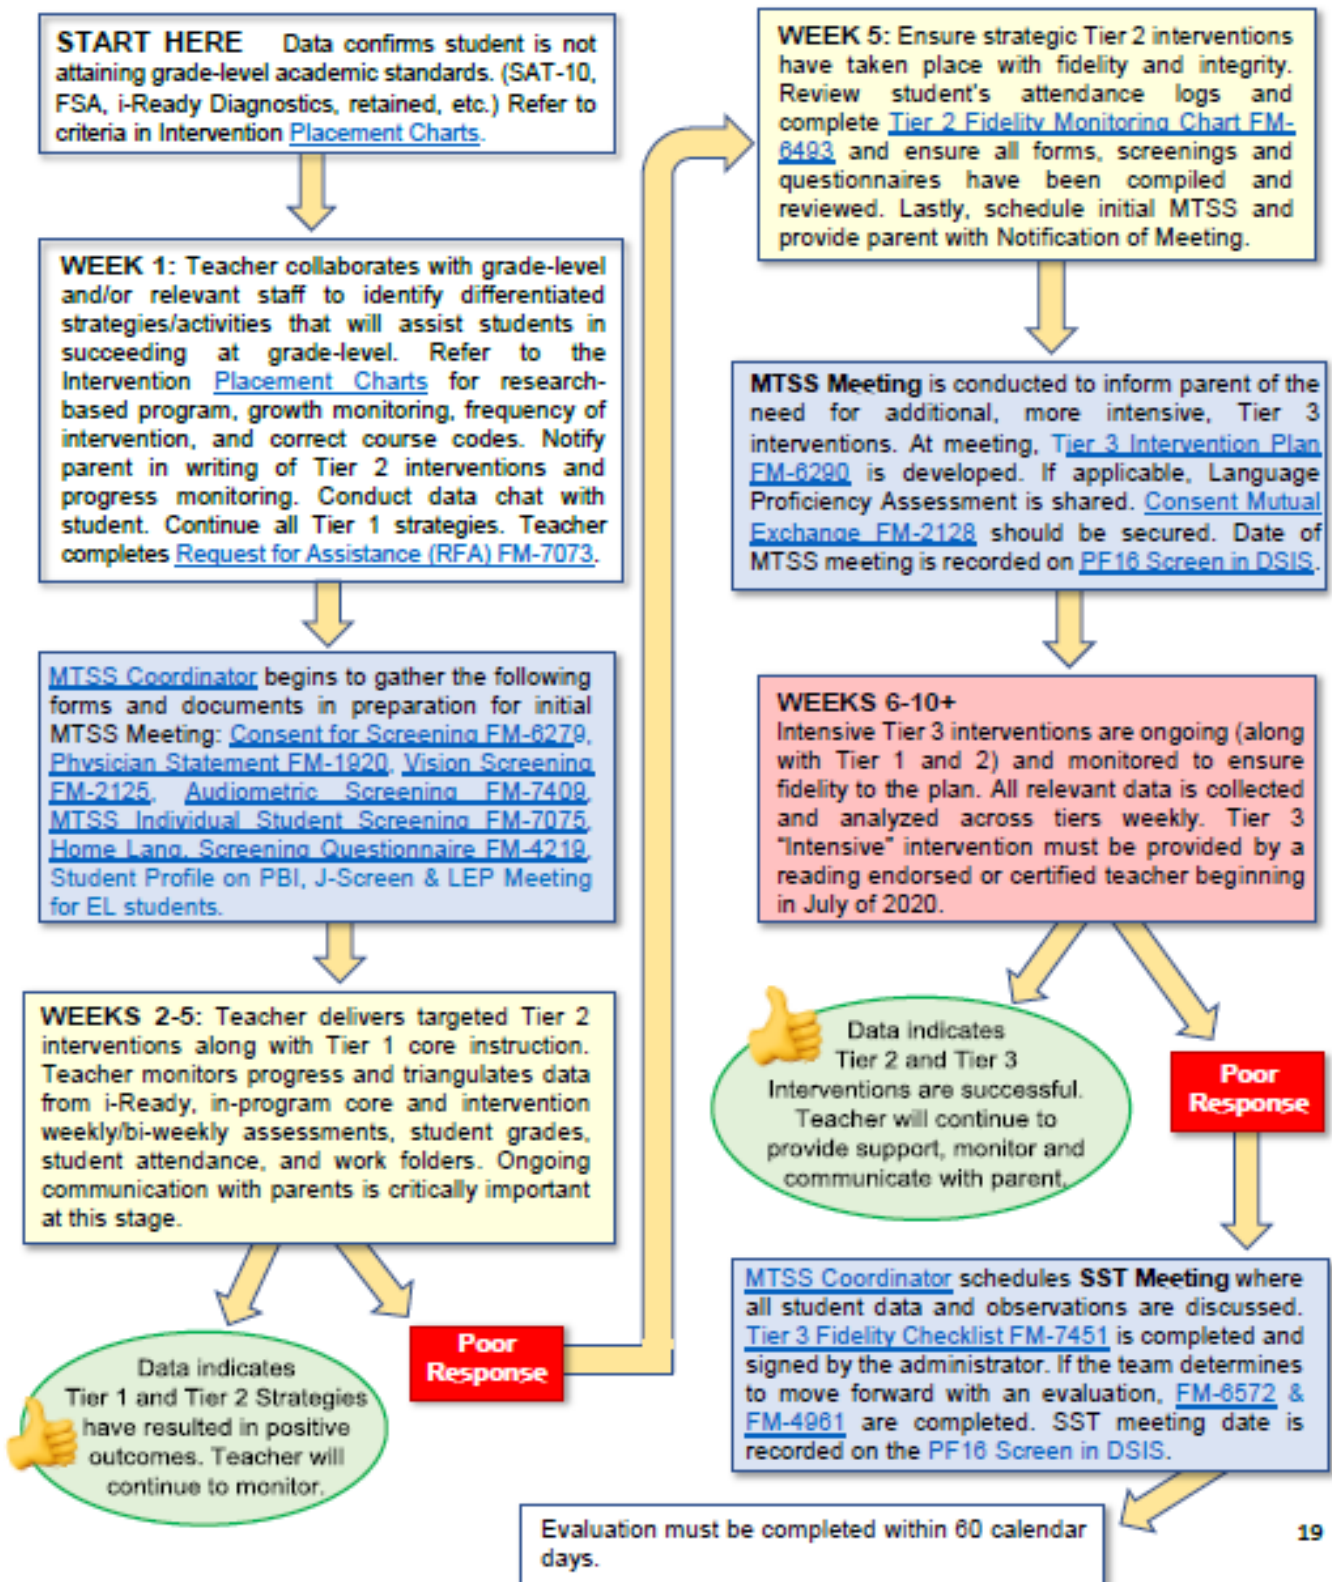 START HERE Data confirms student is not
attaining grade-level academic standards. (SAT-10,
FSA, i-Ready Diagnostics, retained, etc.) Refer to
criteria in Intervention Placement Charts.
WEEK 1: Teacher collaborates with grade-level
and/or relevant staff to identify differentiated
strategies/activities that will assist students in
succeeding at grade-level. Refer to the
Intervention Placement Charts for research-
based program, growth monitoring, frequency of
intervention, and correct course codes. Notify
parent in writing of Tier 2 interventions and
progress monitoring. Conduct data chat with
student. Continue all Tier 1 strategies. Teacher
completes Request for Assistance (RFA) FM-7073.
MTSS Coordinator begins to gather the following
forms and documents in preparation for initial
MTSS Meeting: Consent for Screening FM-6279,
Physician Statement FM-1920, Vision Screening
FM-2125, Audiometric Screening FM-7409,
MTSS Individual Student Screening FM-7075,
Home Lang. Screening Questionnaire FM-4219,
Student Profile on PBI, J-Screen & LEP Meeting
for EL students.
WEEKS 2-5: Teacher delivers targeted Tier 2
interventions along with Tier 1 core instruction.
Teacher monitors progress and triangulates data
from i-Ready, in-program core and intervention
weekly/bi-weekly assessments, student grades,
student attendance, and work folders. Ongoing
communication with parents is critically important
at this stage.
Data indicates
Tier 1 and Tier 2 Strategies
have resulted in positive
outcomes. Teacher will
continue to monitor.
Poor
Response
WEEK 5: Ensure strategic Tier 2 interventions
have taken place with fidelity and integrity.
Review student's attendance logs and
complete Tier 2 Fidelity Monitoring Chart FM-
6493 and ensure all forms, screenings and
questionnaires have been compiled and
reviewed. Lastly, schedule initial MTSS and
provide parent with Notification of Meeting.
MTSS Meeting is conducted to inform parent of the
need for additional, more intensive, Tier 3
interventions. At meeting, Tier 3 Intervention Plan
FM-6290 is developed. If applicable, Language
Proficiency Assessment is shared. Consent Mutual
Exchange FM-2128 should be secured. Date of
MTSS meeting is recorded on PF16 Screen in DSIS.
WEEKS 6-10+
Intensive Tier 3 interventions are ongoing (along
with Tier 1 and 2) and monitored to ensure
fidelity to the plan. All relevant data is collected
and analyzed across tiers weekly. Tier 3
"Intensive" intervention must be provided by a
reading endorsed or certified teacher beginning
in July of 2020.
Data indicates
Tier 2 and Tier 3
Interventions are successful.
Teacher will continue to
provide support, monitor and
communicate with parent.
Poor
Response
MTSS Coordinator schedules SST Meeting where
all student data and observations are discussed.
Tier 3 Fidelity Checklist FM-7451 is completed and
signed by the administrator. If the team determines
to move forward with an evaluation, FM-6572 &
FM-4961 are completed. SST meeting date is
recorded on the PF16 Screen in DSIS.
Evaluation must be completed within 60 calendar
days.
19